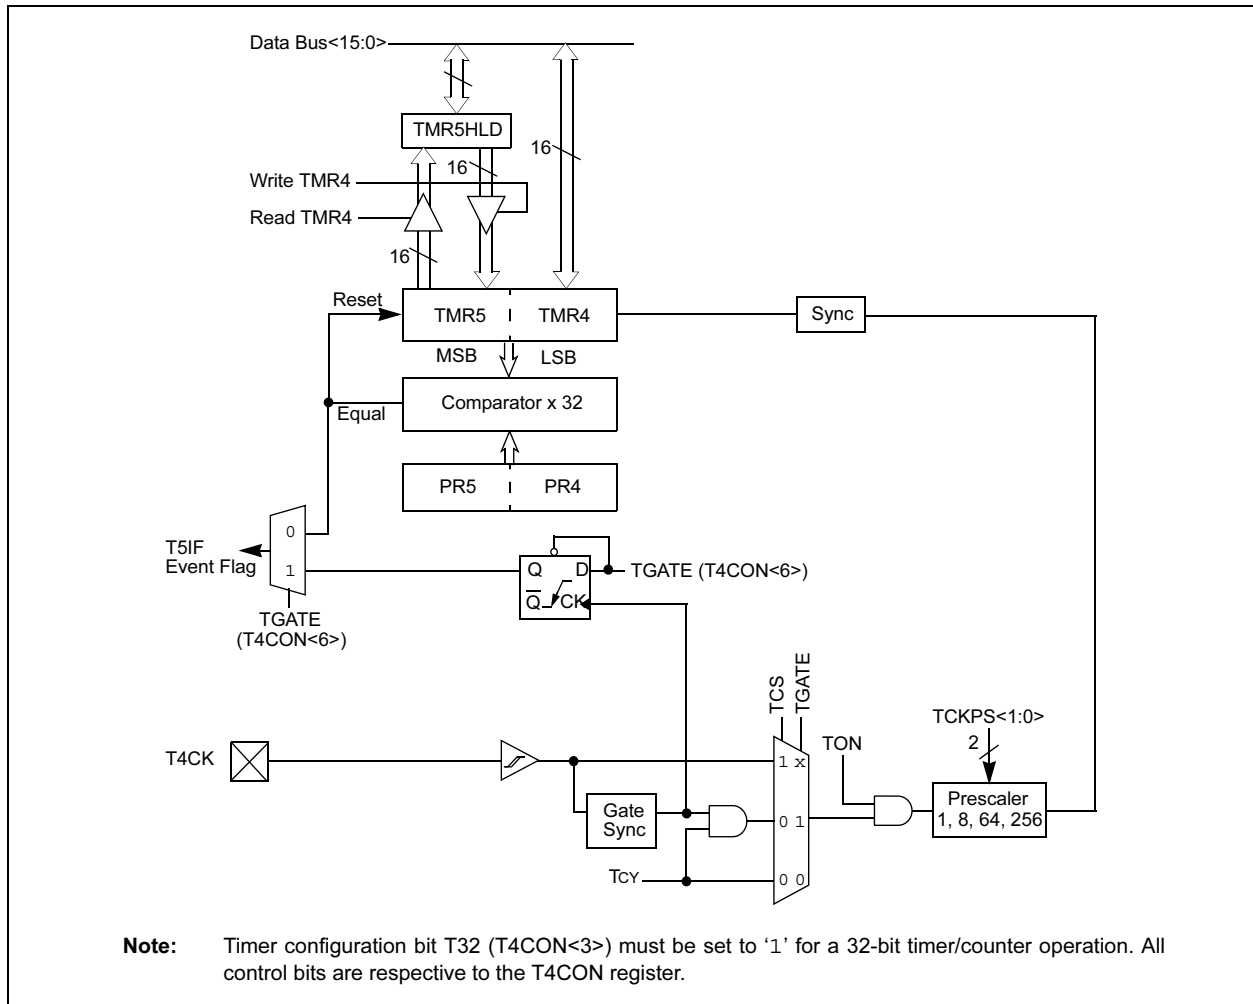 Data Bus<15:0>
TMR5HLD
16
16
Write TMR4
Read TMR4
16
Reset
TMR5
TMR4
Sync
MSB
LSB
Equal
Comparator x 32
PR5
PR4
0
T5IF
Event Flag
1
Q
D
TGATE (T4CON<6>)
Q
CK
TGATE
(T4CON<6>)
TCS
TGATE
TCKPS<1:0>
2
TON
T4CK
1 x
Prescaler
1, 8, 64, 256
Gate
Sync
0 1
TCY
0 0
Note: Timer configuration bit T32 (T4CON<3>) must be set to ‘1’ for a 32-bit timer/counter operation. All
control bits are respective to the T4CON register.